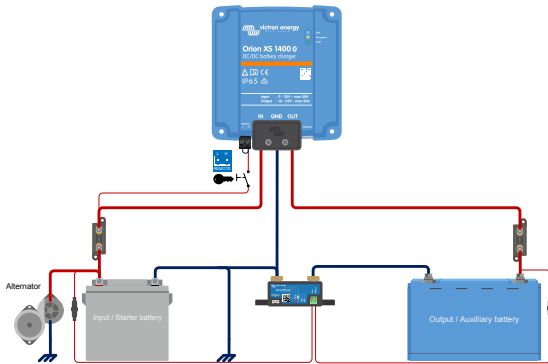 victron energy
Orion XS 1400
DC/DC battery charger
IP65
IN GND OUT
L H
REMOTE
Alternator
Input / Starter battery
Output / Auxiliary battery